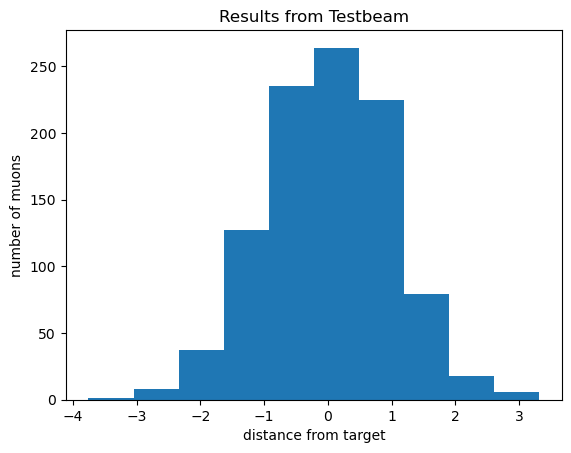 Results from Testbeam
number of muons
250
200
150
100
50
0
−4 −3 −2 −1 0 1 2 3
distance from target